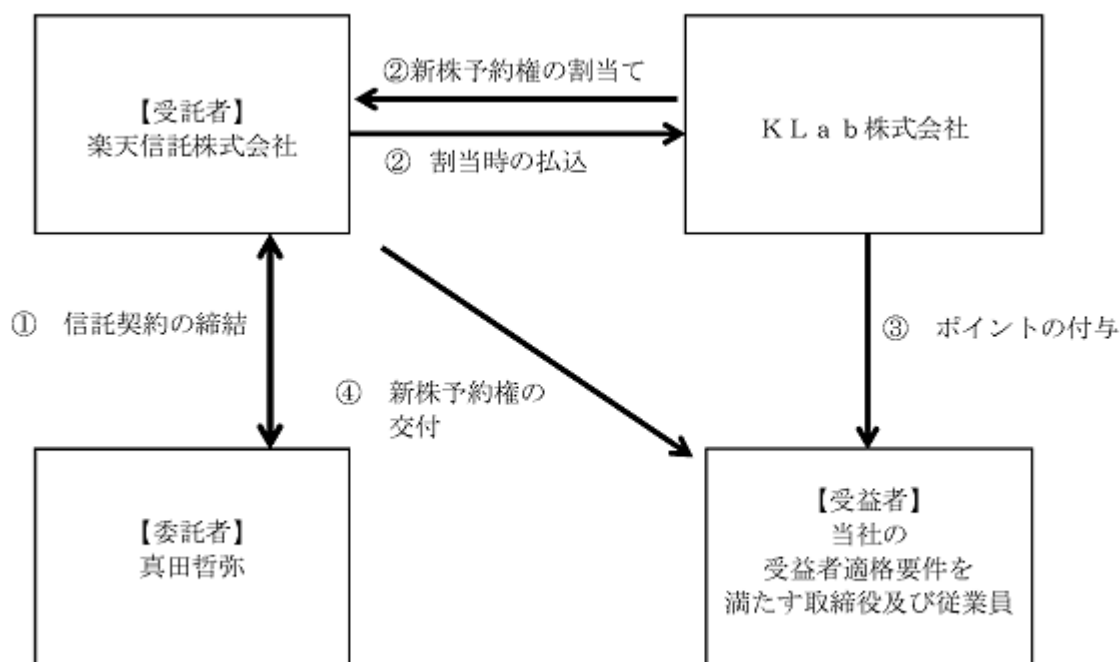 ②新株予約権の割当て
【受託者】
楽天信託株式会社
KLab株式会社
② 割当時の払込
① 信託契約の締結
③ ポイントの付与
④ 新株予約権の
交付
【委託者】
真田哲弥
【受益者】
当社の
受益者適格要件を
満たす取締役及び従業員